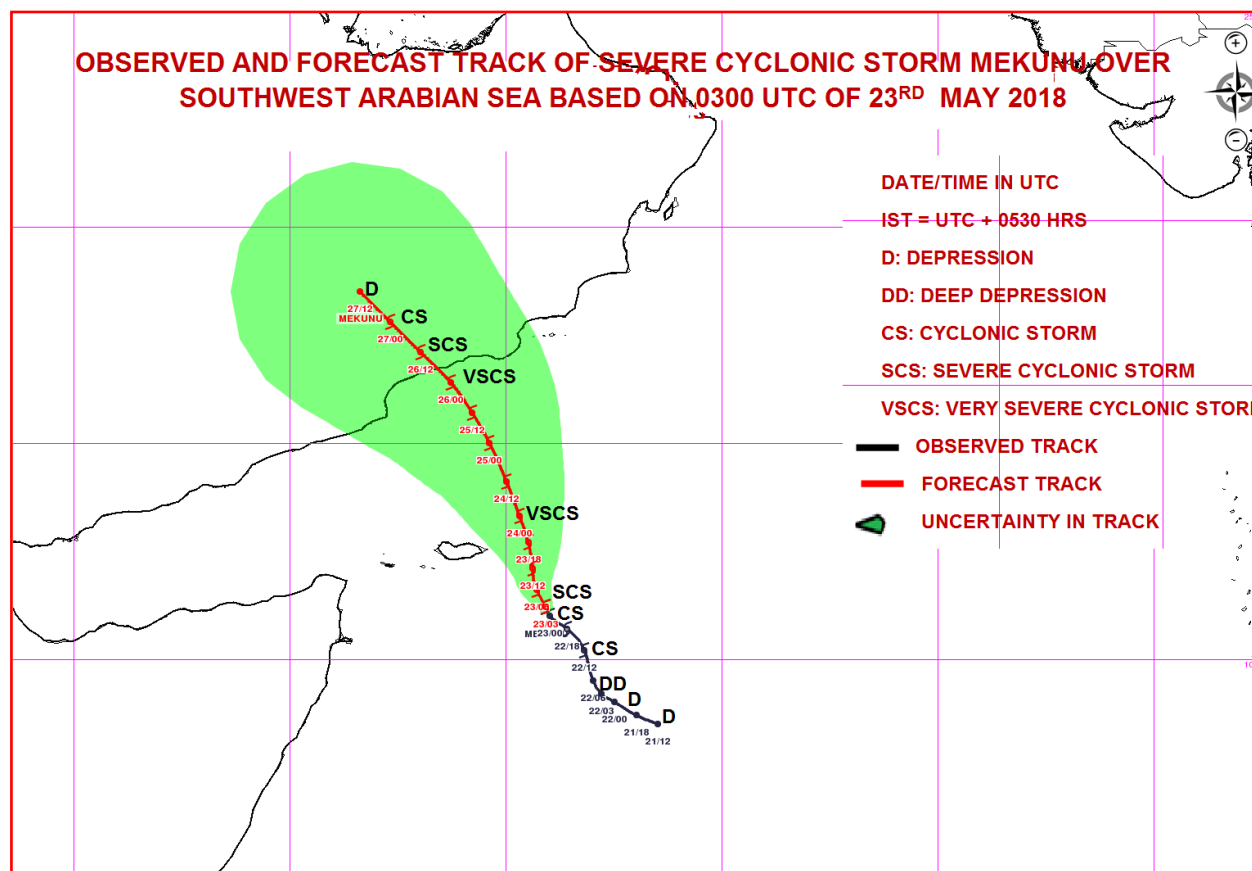 OBSERVED AND FORECAST TRACK OF SEVERE CYCLONIC STORM MEKUNU OVER
SOUTHWEST ARABIAN SEA BASED ON 0300 UTC OF 23RD MAY 2018
DATE/TIME IN UTC
IST = UTC + 0530 HRS
D: DEPRESSION
DD: DEEP DEPRESSION
CS: CYCLONIC STORM
SCS: SEVERE CYCLONIC STORM
VSCS: VERY SEVERE CYCLONIC STORM
OBSERVED TRACK
FORECAST TRACK
UNCERTAINTY IN TRACK
D
27/12
MEKUNU
CS
27/00
SCS
26/12
VSCS
26/00
25/12
25/00
24/12
VSCS
24/00
23/18
23/12
SCS
CS
23/03
23/00
22/18
CS
22/12
DD
22/06
22/03
D
22/00
D
21/18
21/12
10